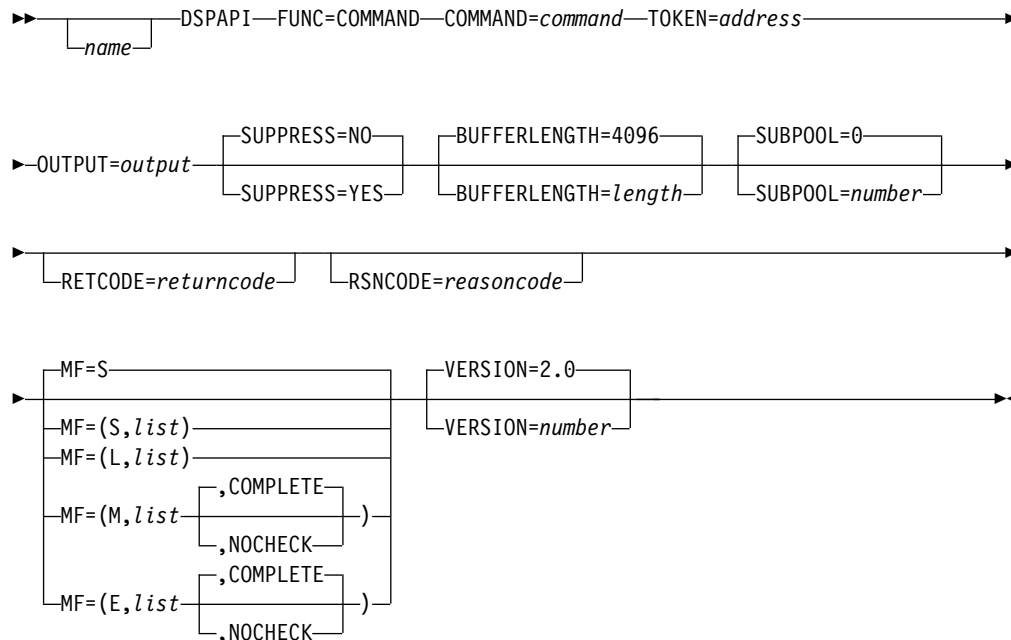 DSPAPI FUNC=COMMAND COMMAND=command TOKEN=address
name
SUPPRESS=NO BUFFERLENGTH=4096 SUBPOOL=0
OUTPUT=output
SUPPRESS=YES BUFFERLENGTH=length SUBPOOL=number
RETCODE=returncode RSNCODE=reasoncode
MF=S VERSION=2.0
MF=(S,list) VERSION=number
MF=(L,list)
,COMPLETE
MF=(M,list )
,NOCHECK
,COMPLETE
MF=(E,list )
,NOCHECK